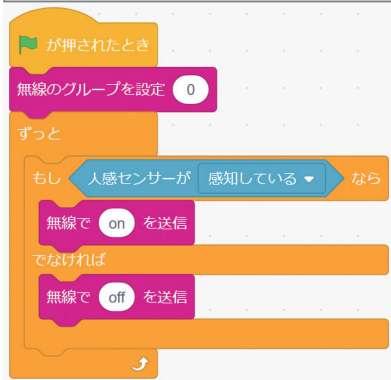 が押されたとき
無線のグループを設定 0
ずっと
もし 人感センサーが 感知している なら
無線で on を送信
でなければ
無線で off を送信